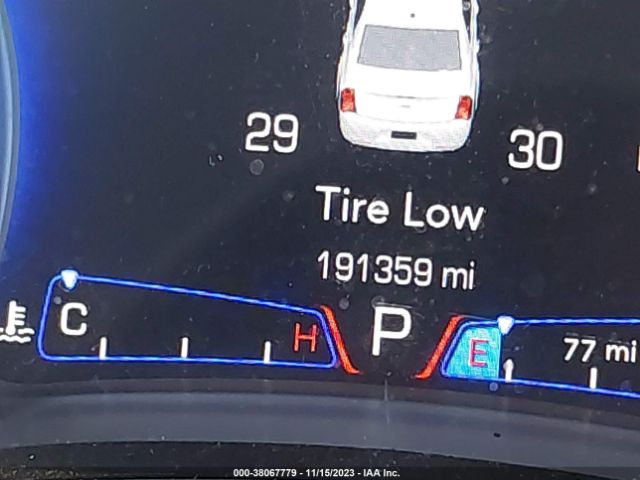 29
30
Tire Low
191359 mi
C
H
P
E
77 mi
000-38067779 - 11/15/2023 - IAA Inc.